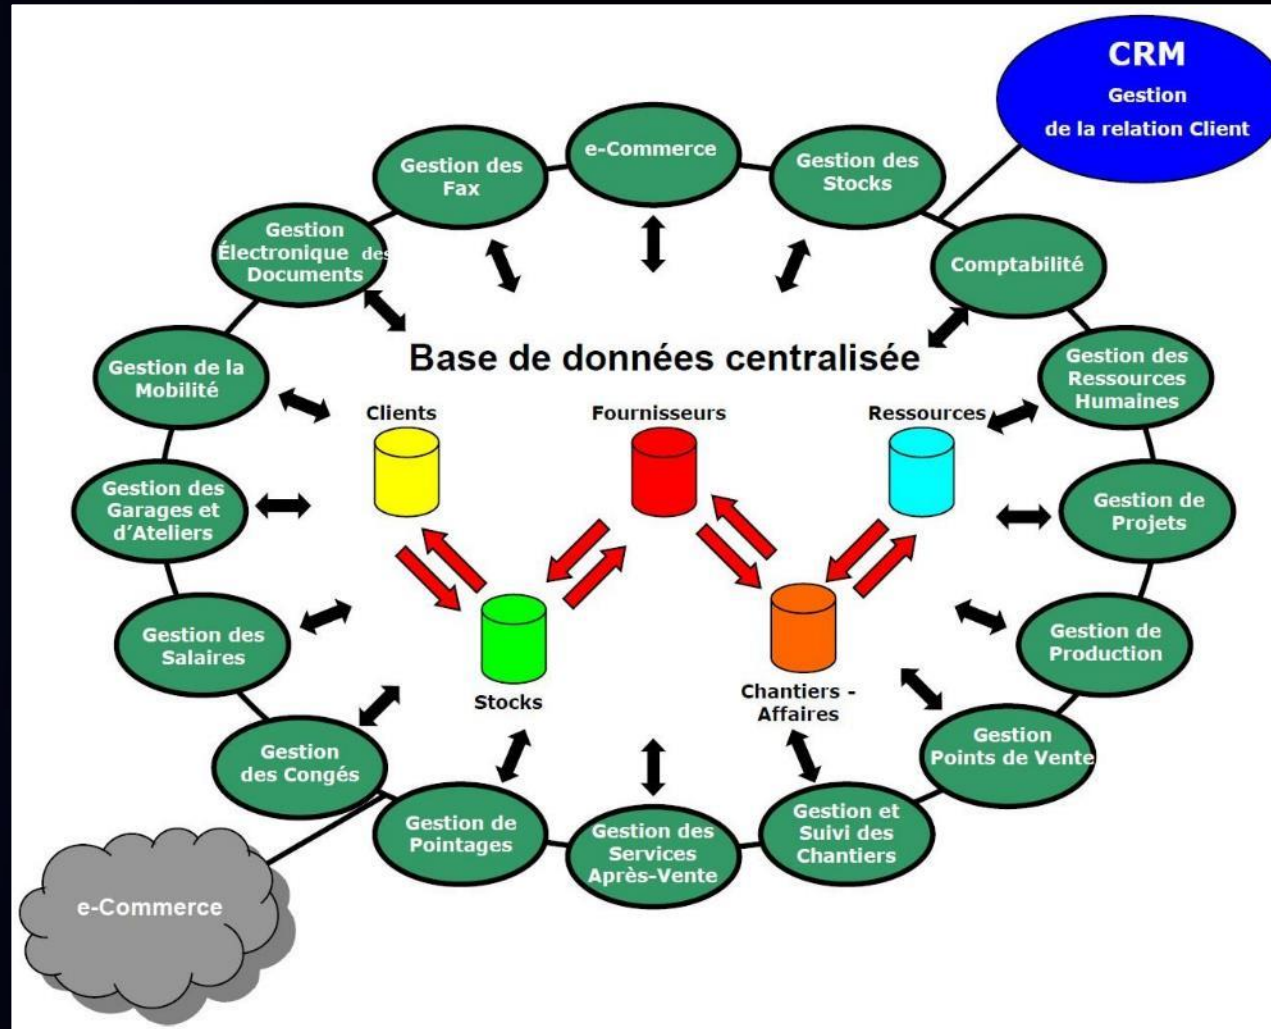 CRM
Gestion
de la relation Client
e-Commerce
Gestion des
Fax
Gestion des
Stocks
Gestion
Électronique des
Documents
Comptabilité
Base de données centralisée
Gestion de la
Mobilité
Gestion des
Ressources
Humaines
Clients
Fournisseurs
Ressources
Gestion des
Garages et
d'Ateliers
Gestion de
Projets
Gestion des
Salaires
Gestion de
Production
Stocks
Chantiers -
Affaires
Gestion
des Congés
Gestion
Points de Vente
Gestion de
Pointages
Gestion des
Services
Après-Vente
Gestion et
Suivi des
Chantiers
e-Commerce